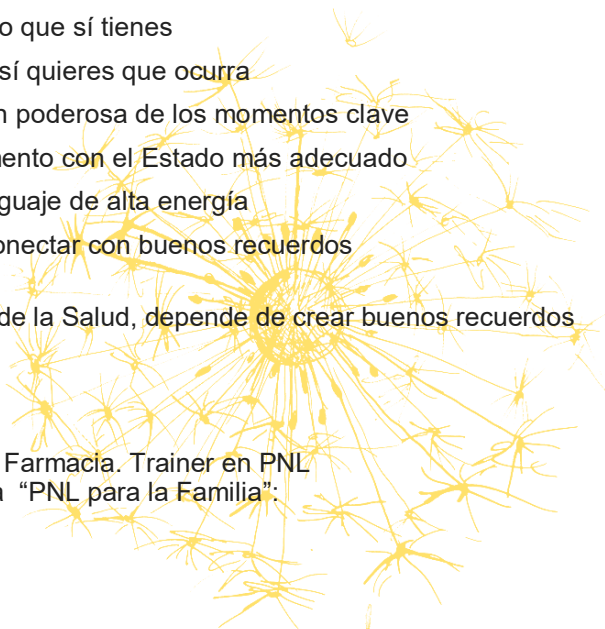 o que sí tienes
sí quieres que ocurra
n poderosa de los momentos clave
ento con el Estado más adecuado
guaje de alta energía
onectar con buenos recuerdos
de la Salud, depende de crear buenos recuerdos
Farmacia. Trainer en PNL
a “PNL para la Familia”: